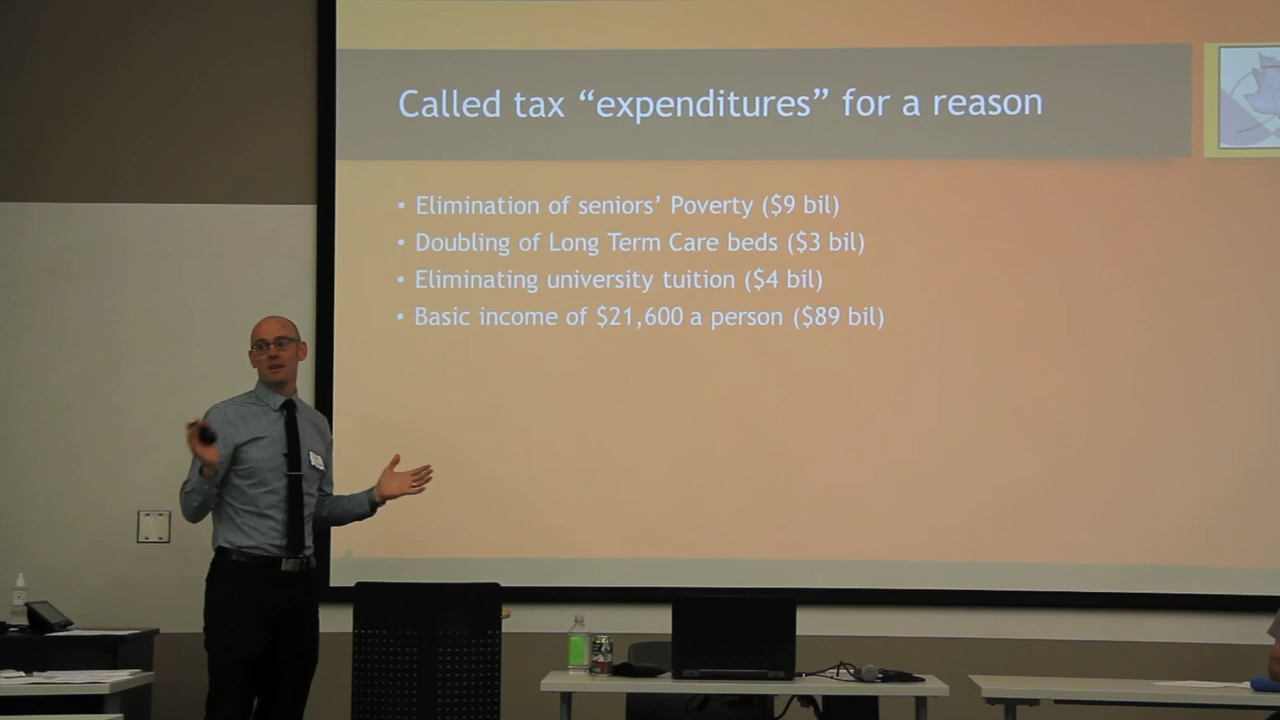 Called tax “expenditures” for a reason
• Elimination of seniors’ Poverty ($9 bil)
• Doubling of Long Term Care beds ($3 bil)
• Eliminating university tuition ($4 bil)
• Basic income of $21,600 a person ($89 bil)